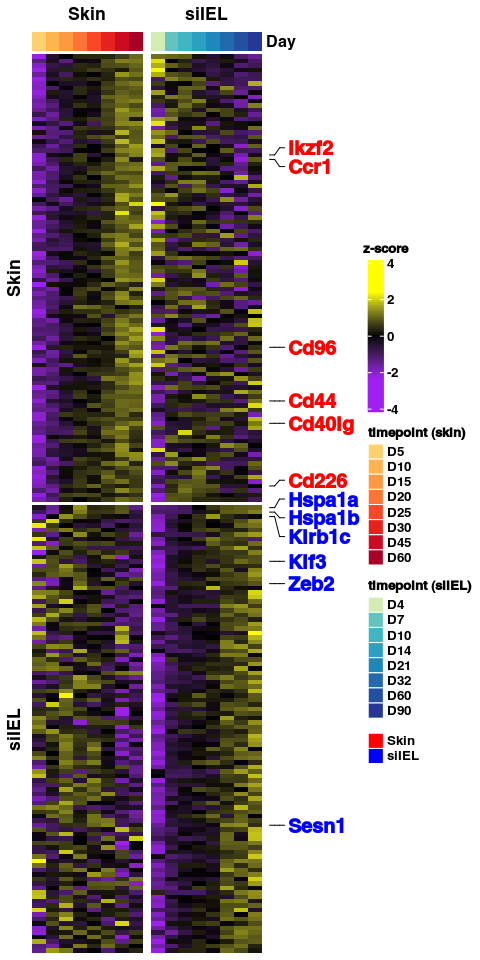 Skin siIEL
Day
Ikzf2
Ccr1
Skin
z-score
4
2
0
-2
-4
Cd96
Cd44
Cd40lg
timepoint (skin)
D5
D10
D15
D20
D25
D30
D45
D60
Cd226
Hspa1a
Hspa1b
Klrb1c
Klf3
Zeb2
timepoint (siIEL)
D4
D7
D10
D14
D21
D32
D60
D90
siIEL
Skin
siIEL
Sesn1